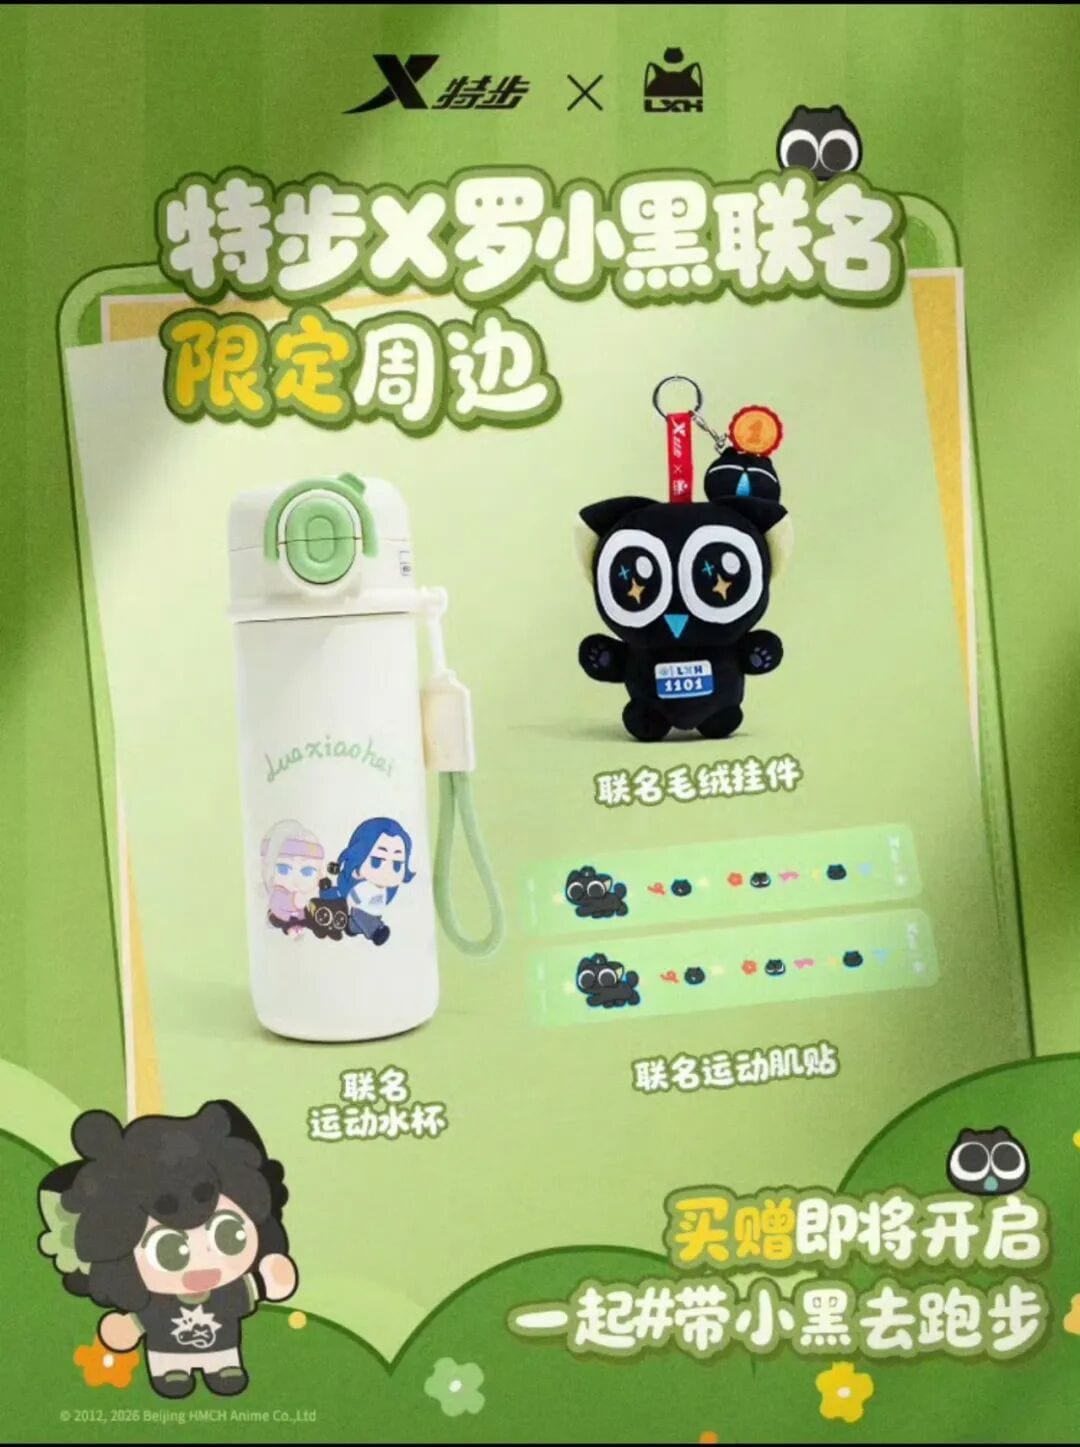 特步 × LXH
特步X罗小黑联名
限定周边
特步 ×
1
LXH
1101
联名毛绒挂件
Luoxiaohei
联名运动肌贴
联名
运动水杯
买赠即将开启
一起#带小黑去跑步
© 2012, 2026 Beijing HMCH Anime Co.,Ltd